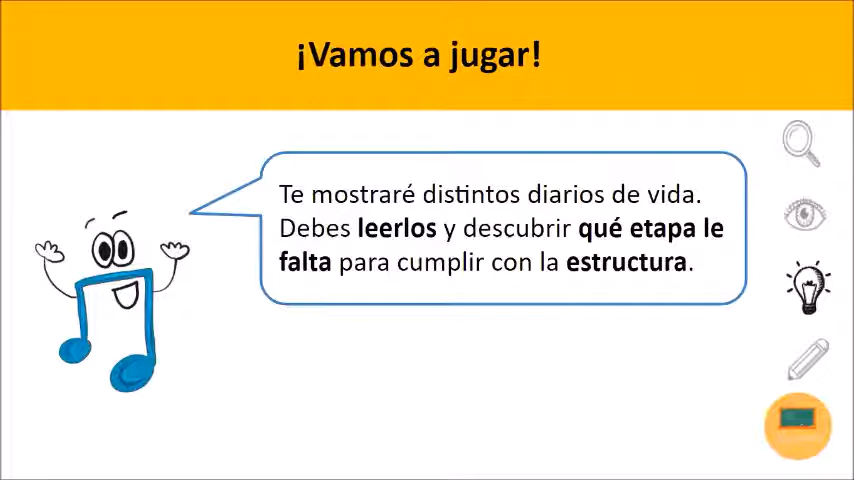 ¡Vamos a jugar!
Te mostraré distintos diarios de vida.
Debes leerlos y descubrir qué etapa le
falta para cumplir con la estructura.